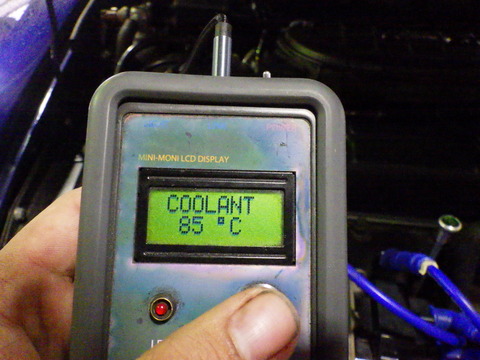 MINI-MONI LCD DISPLAY
COOLANT
85 °C